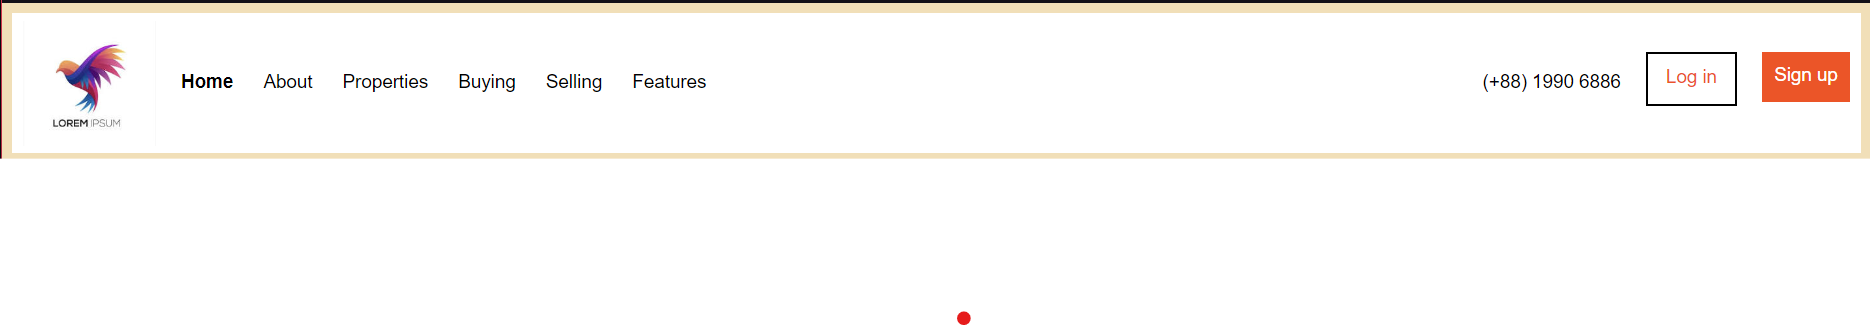 LOREM IPSUM
Home About Properties Buying Selling Features (+88) 1990 6886 Log in Sign up